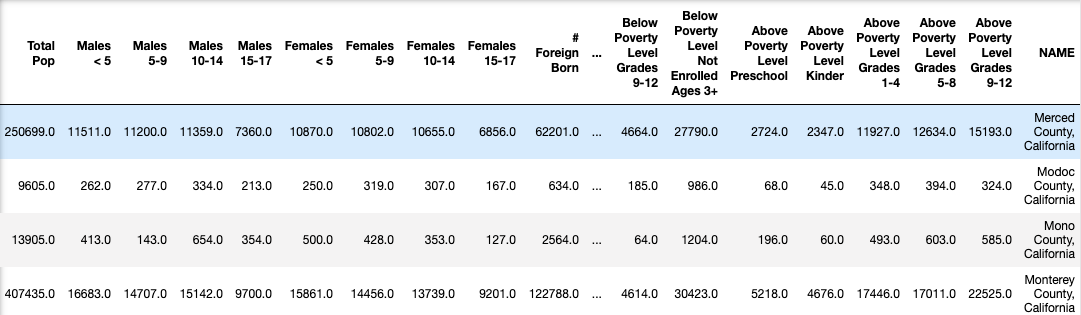 Total Pop	Males < 5	Males 5-9	Males 10-14	Males 15-17	Females < 5	Females 5-9	Females 10-14	Females 15-17	# Foreign Born	...	Below Poverty Level Grades 9-12	Below Poverty Level Not Enrolled Ages 3+	Above Poverty Level Preschool	Above Poverty Level Kinder	Above Poverty Level Grades 1-4	Above Poverty Level Grades 5-8	Above Poverty Level Grades 9-12	NAME
250699.0	11511.0	11200.0	11359.0	7360.0	10870.0	10802.0	10655.0	6856.0	62201.0	...	4664.0	27790.0	2724.0	2347.0	11927.0	12634.0	15193.0	Merced County, California
9605.0	262.0	277.0	334.0	213.0	250.0	319.0	307.0	167.0	634.0	...	185.0	986.0	68.0	45.0	348.0	394.0	324.0	Modoc County, California
13905.0	413.0	143.0	654.0	354.0	500.0	428.0	353.0	127.0	2564.0	...	64.0	1204.0	196.0	60.0	493.0	603.0	585.0	Mono County, California
407435.0	16683.0	14707.0	15142.0	9700.0	15861.0	14456.0	13739.0	9201.0	122788.0	...	4614.0	30423.0	5218.0	4676.0	17446.0	17011.0	22525.0	Monterey County, California